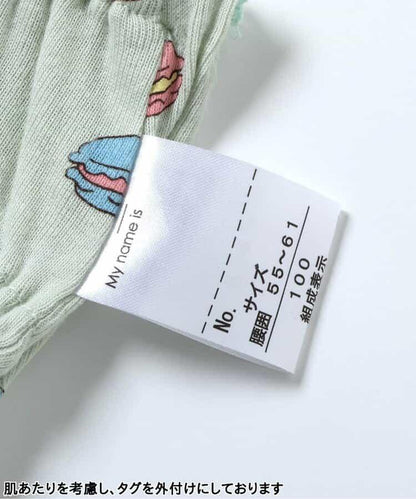 My name is
No.
サイズ
腰囲 55~61
100
組成表示
肌あたりを考慮し、タグを外付けにしております